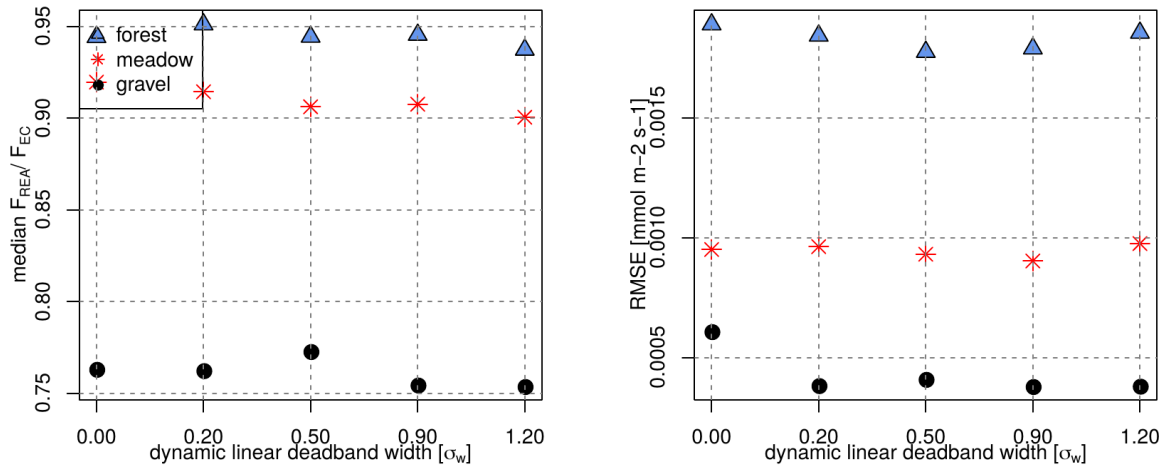 0.95
0.90
0.85
0.80
0.75
median F_REA/ F_EC
forest
meadow
gravel
0.00 0.20 0.50 0.90 1.20
dynamic linear deadband width [σ_w]
0.0015
0.0010
0.0005
RMSE [mmol m−2 s−1]
0.00 0.20 0.50 0.90 1.20
dynamic linear deadband width [σ_w]